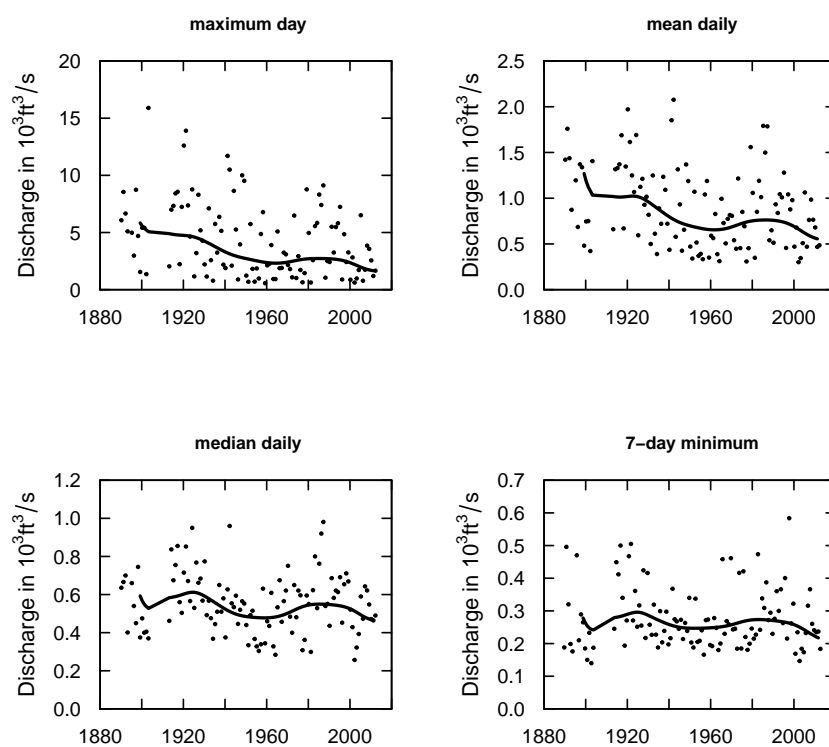 maximum day
20
15
10
5
0
Discharge in 10³ft³/s
1880 1920 1960 2000
mean daily
2.5
2.0
1.5
1.0
0.5
0.0
Discharge in 10³ft³/s
1880 1920 1960 2000
median daily
1.2
1.0
0.8
0.6
0.4
0.2
0.0
Discharge in 10³ft³/s
1880 1920 1960 2000
7−day minimum
0.7
0.6
0.5
0.4
0.3
0.2
0.1
0.0
Discharge in 10³ft³/s
1880 1920 1960 2000